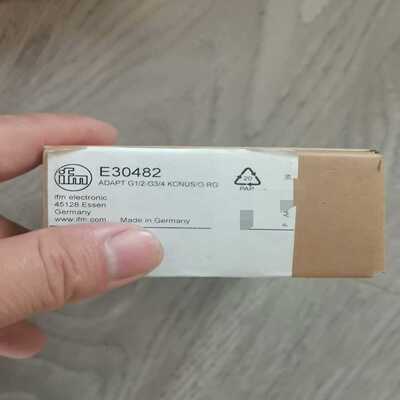 ifm
E30482
ADAPT G1/2-G3/4 KONUS/O-RG
ifm electronic
45128 Essen
Germany
www.ifm.com Made in Germany
20
PAP